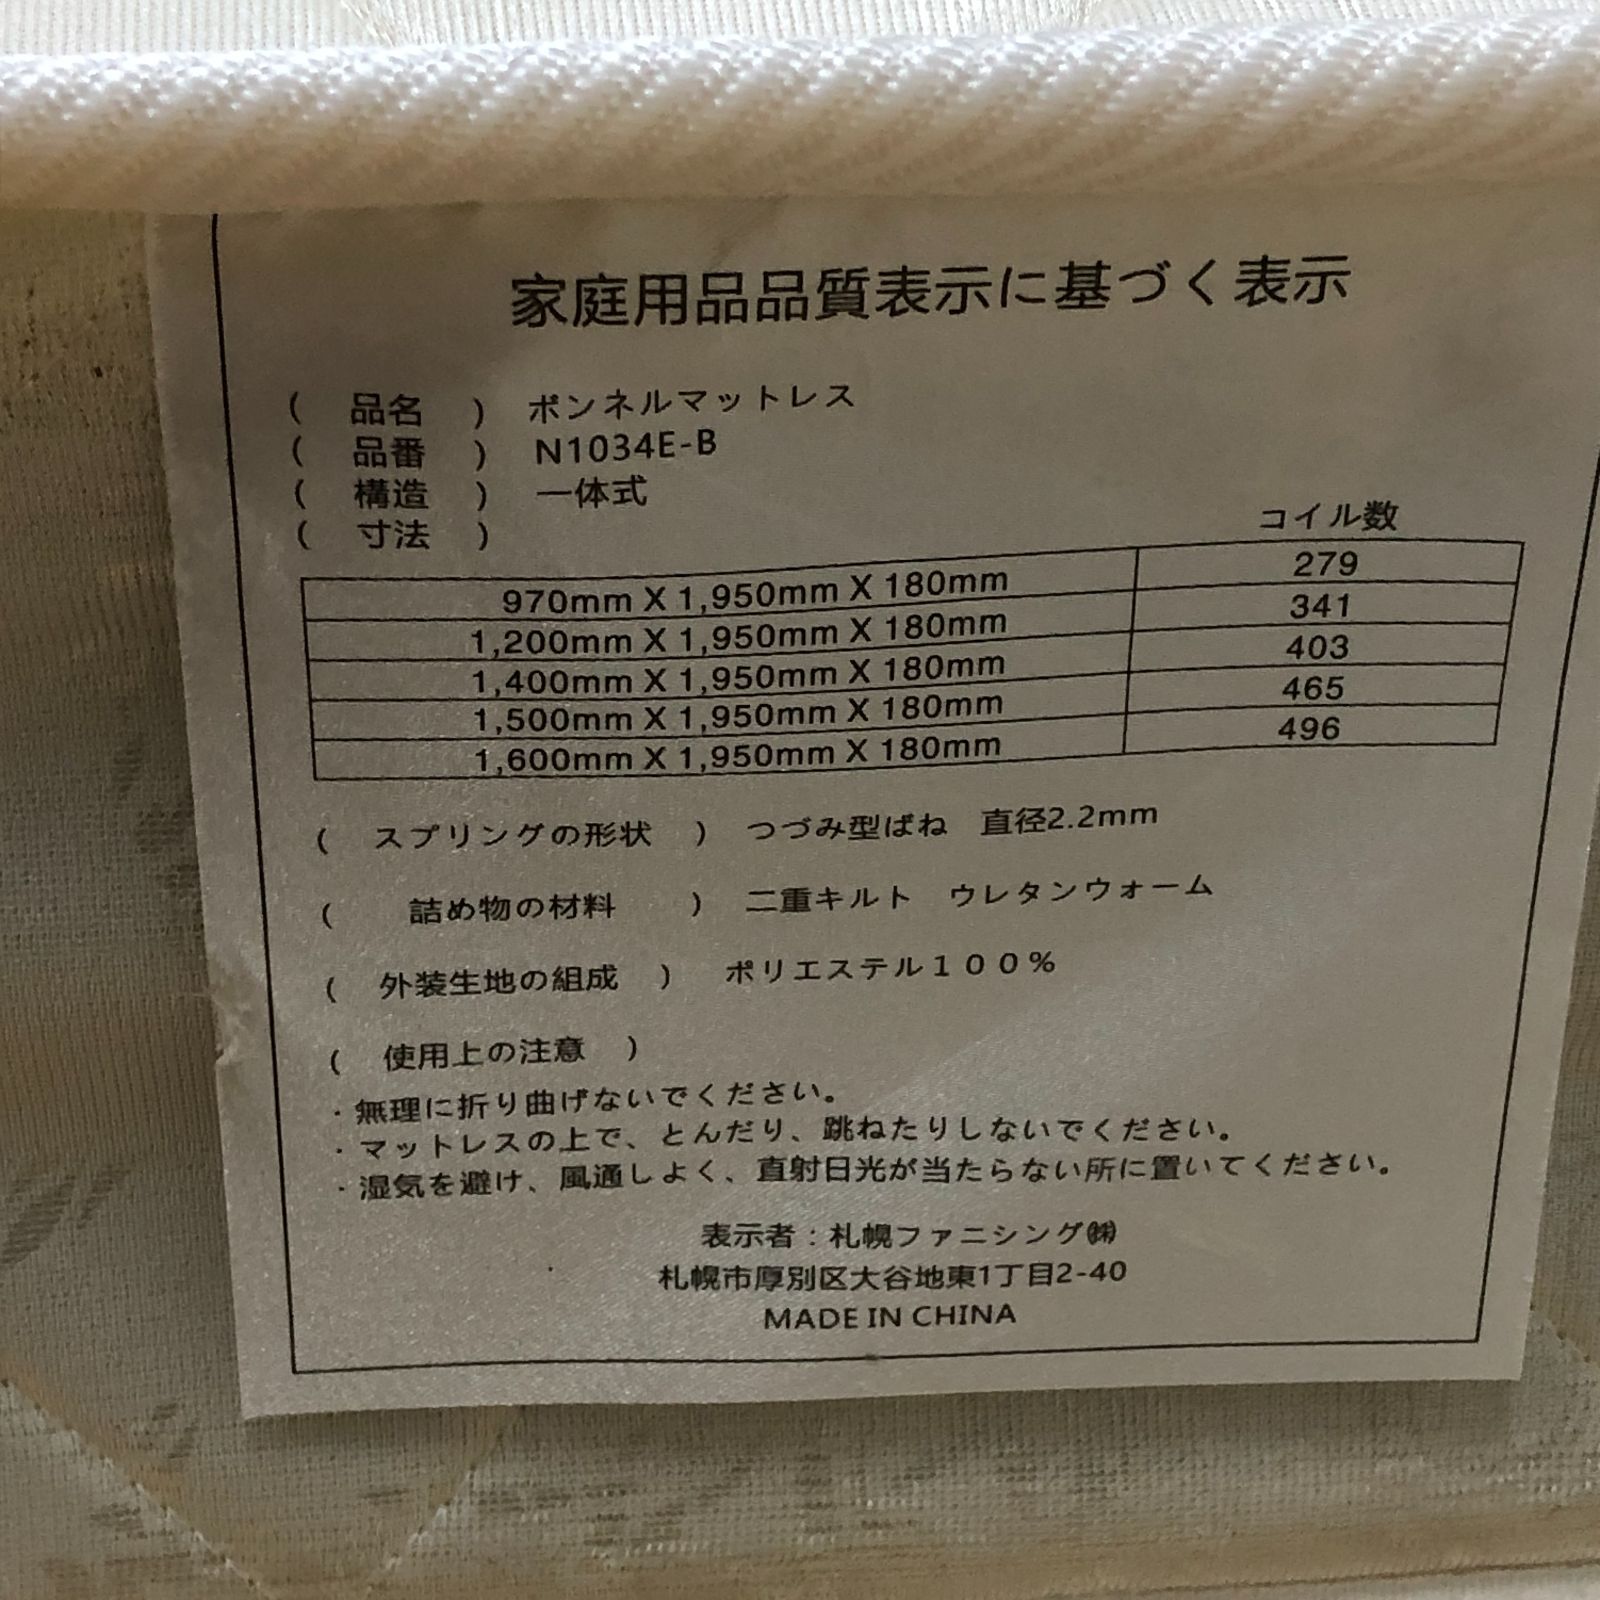 家庭用品品質表示に基づく表示
( 品名 ) ボンネルマットレス
( 品番 ) N1034E-B
( 構造 ) 一体式
( 寸法 )
コイル数
970mm X 1,950mm X 180mm 279
1,200mm X 1,950mm X 180mm 341
1,400mm X 1,950mm X 180mm 403
1,500mm X 1,950mm X 180mm 465
1,600mm X 1,950mm X 180mm 496
( スプリングの形状 ) つづみ型ばね 直径2.2mm
( 詰め物の材料 ) 二重キルト ウレタンウォーム
( 外装生地の組成 ) ポリエステル１００%
( 使用上の注意 )
・無理に折り曲げないでください。
・マットレスの上で、とんだり、跳ねたりしないでください。
・湿気を避け、風通しよく、直射日光が当たらない所に置いてください。
表示者：札幌ファニシング㈱
札幌市厚別区大谷地東1丁目2-40
MADE IN CHINA